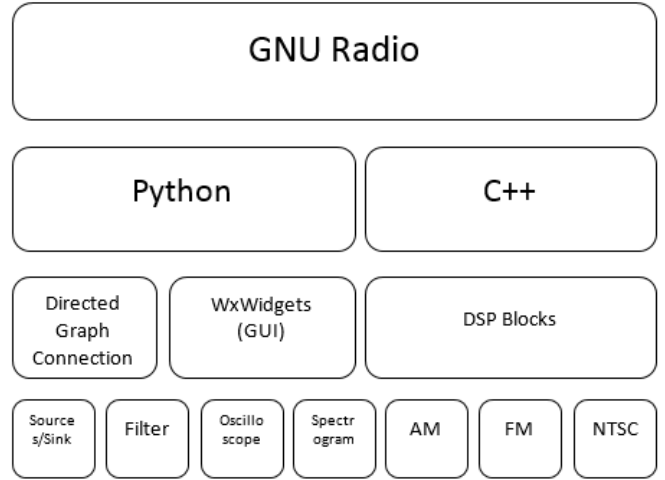 GNU Radio
Python
C++
Directed
Graph
Connection
WxWidgets
(GUI)
DSP Blocks
Source
s/Sink
Filter
Oscillo
scope
Spectr
ogram
AM
FM
NTSC